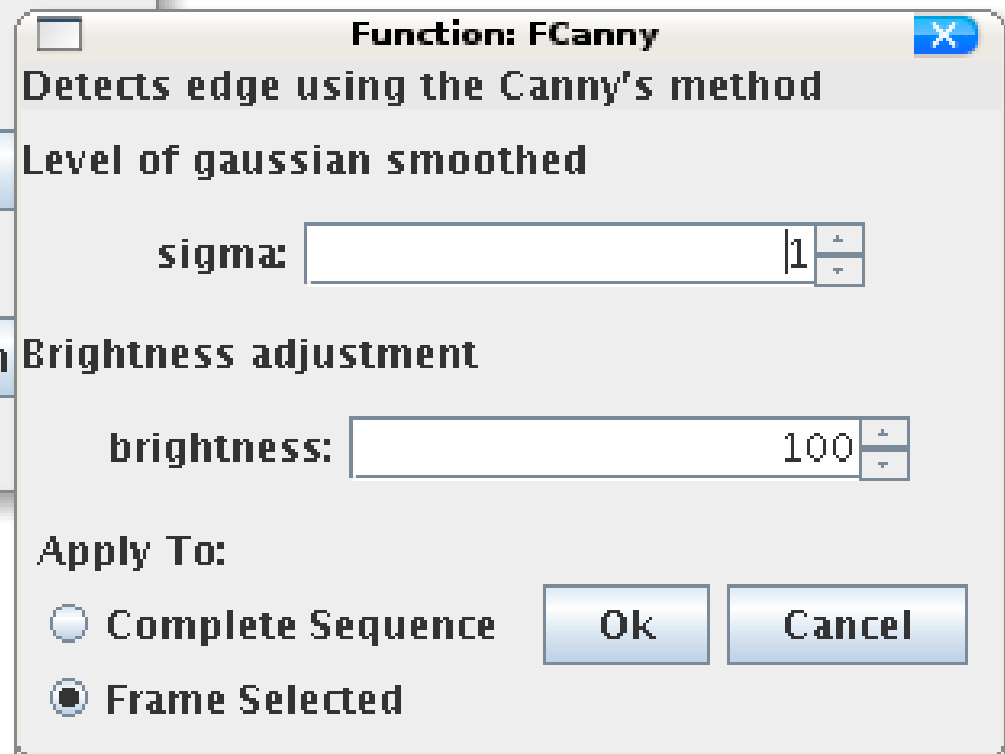 Function: FCanny
Detects edge using the Canny's method
Level of gaussian smoothed
sigma: 1
Brightness adjustment
brightness: 100
Apply To:
Complete Sequence Ok Cancel
Frame Selected